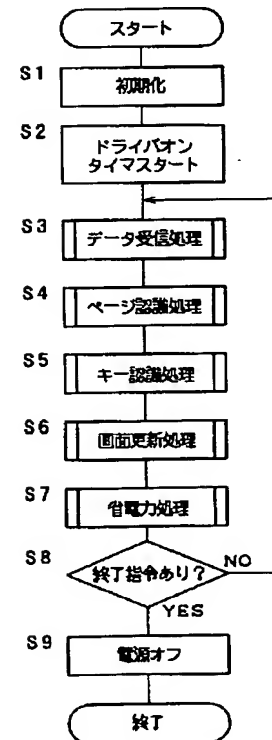 スタート
S1
初期化
S2
ドライバオン
タイマスタート
S3
データ受信処理
S4
ページ認識処理
S5
キー認識処理
S6
画面更新処理
S7
省電力処理
S8
終了指令あり?
NO
YES
S9
電源オフ
終了